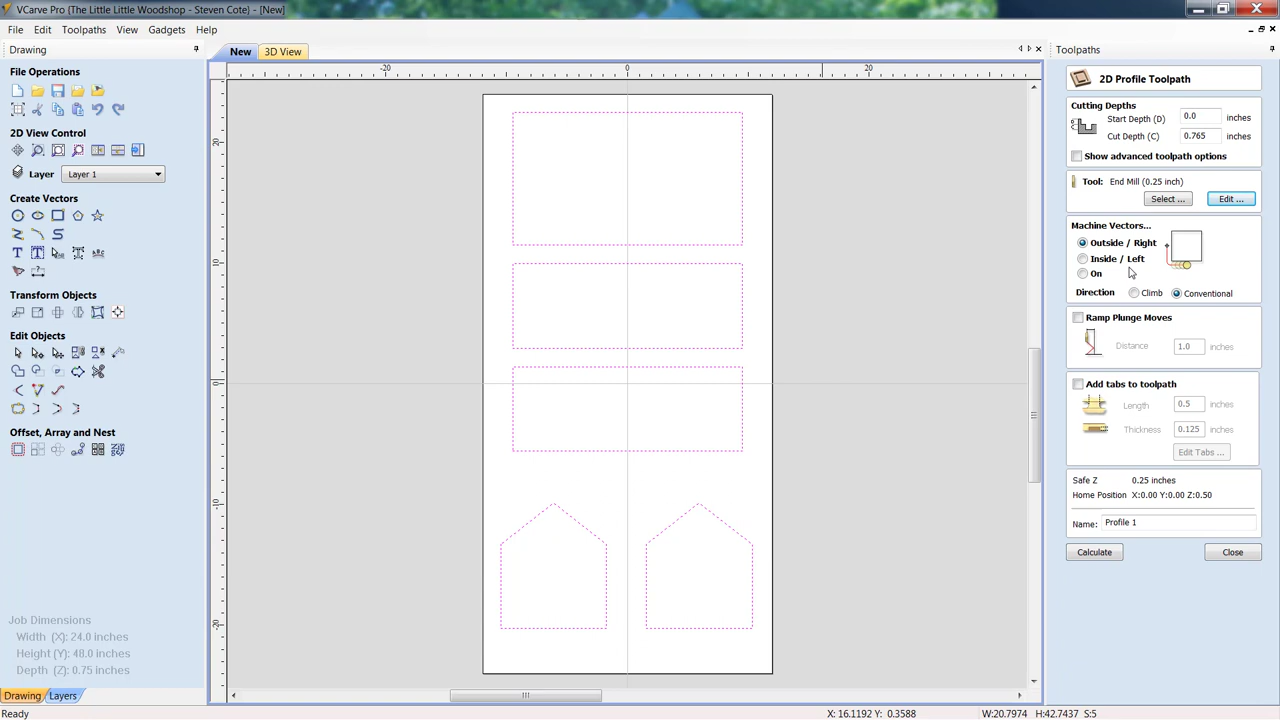 VCarve Pro (The Little Little Woodshop - Steven Cote) - [New]
File Edit Toolpaths View Gadgets Help
Drawing
File Operations
2D View Control
Layer Layer 1
Create Vectors
Transform Objects
Edit Objects
Offset, Array and Nest
Job Dimensions
Width (X): 24.0 inches
Height (Y): 48.0 inches
Depth (Z): 0.75 inches
Drawing Layers
Ready
New 3D View
-20 0 20
20
10
0
-10
-20
Toolpaths
2D Profile Toolpath
Cutting Depths
Start Depth (D) 0.0 inches
Cut Depth (C) 0.765 inches
Show advanced toolpath options
Tool: End Mill (0.25 inch)
Select ... Edit ...
Machine Vectors...
Outside / Right
Inside / Left
On
Direction Climb Conventional
Ramp Plunge Moves
Distance 1.0 inches
Add tabs to toolpath
Length 0.5 inches
Thickness 0.125 inches
Edit Tabs ...
Safe Z 0.25 inches
Home Position X:0.00 Y:0.00 Z:0.50
Name: Profile 1
Calculate Close
X: 16.1192 Y: 0.3588 W:20.7974 H:42.7437 S:5